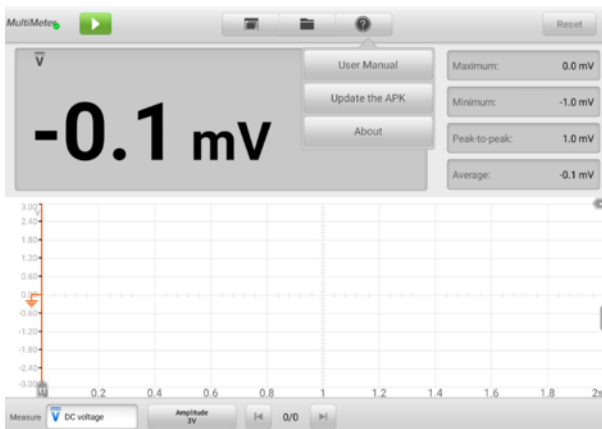 MultiMeter
Reset
V
-0.1 mV
User Manual
Update the APK
About
Maximum: 0.0 mV
Minimum: -1.0 mV
Peak-to-peak: 1.0 mV
Average: -0.1 mV
3.00
V
2.40
1.80
1.20
0.60
0.00
-0.60
-1.20
-1.80
-2.40
-3.00
0.2 0.4 0.6 0.8 1 1.2 1.4 1.6 1.8 2s
Measure V DC voltage Amplitude 3V 0/0